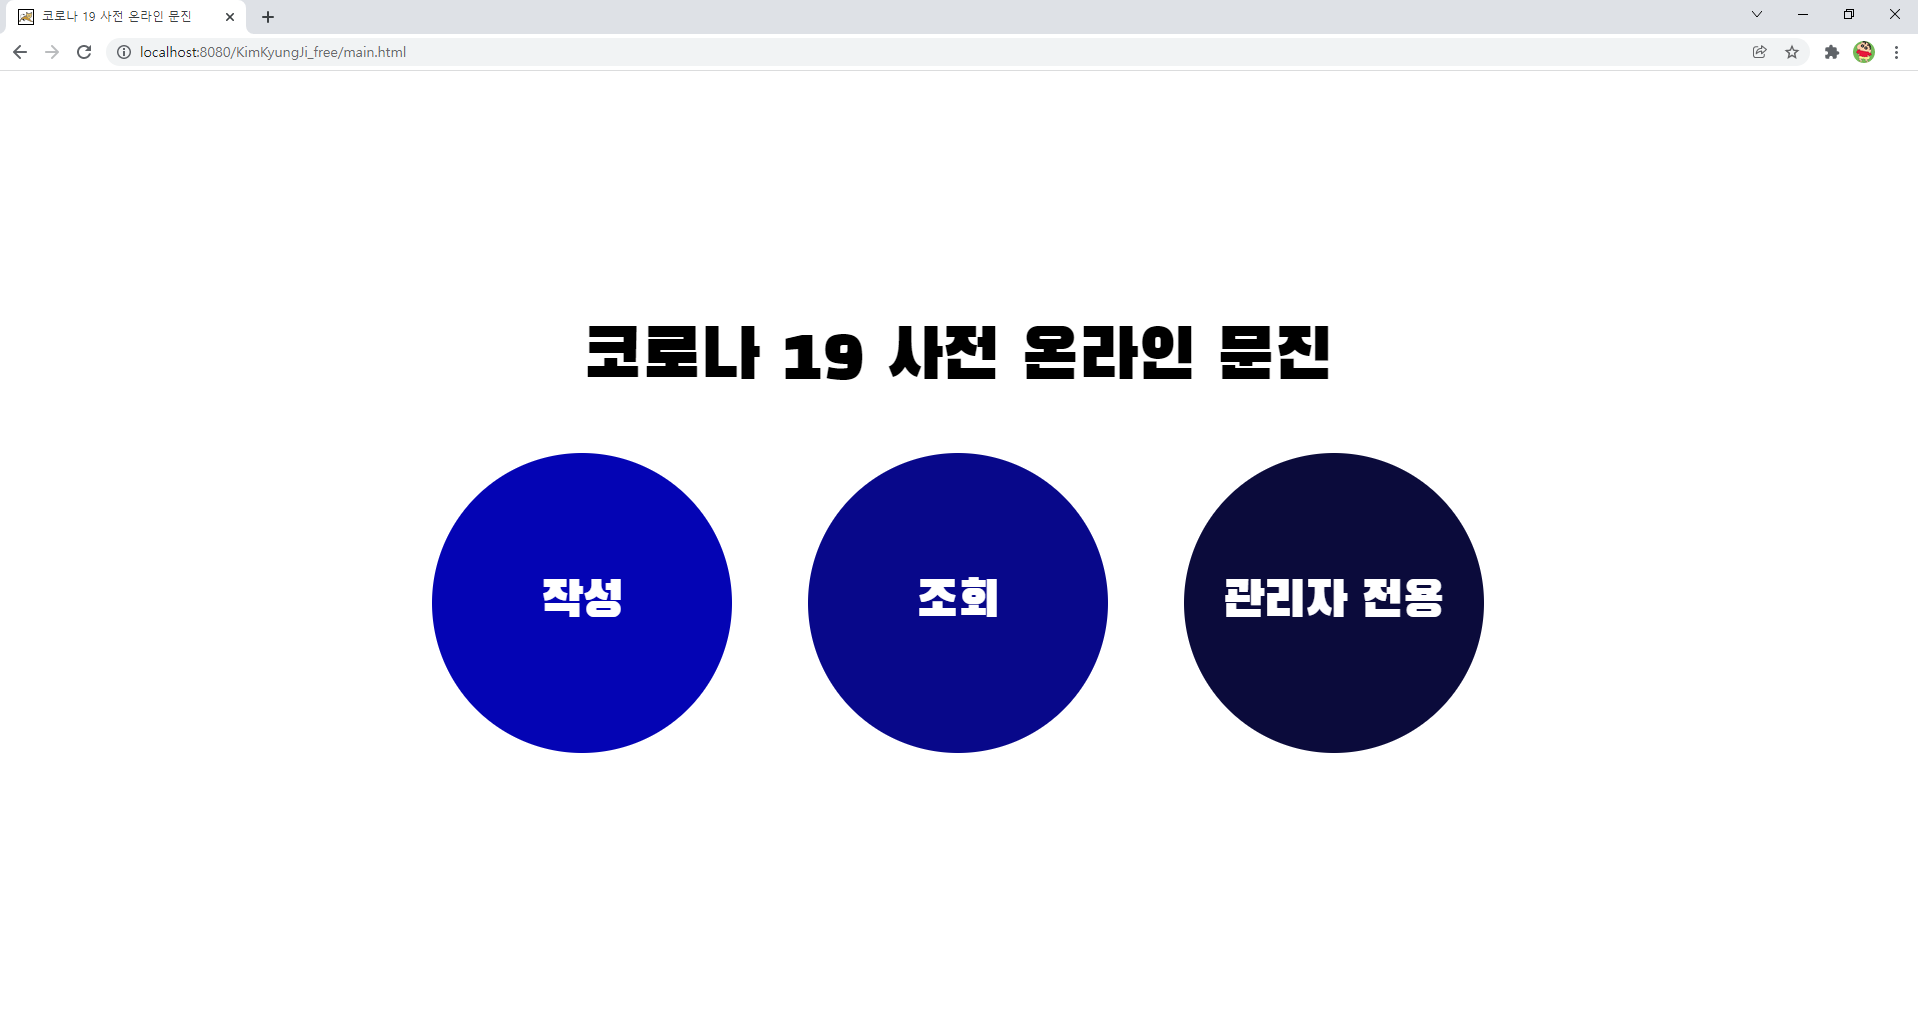 코로나 19 사전 온라인 문진
localhost:8080/KimKyungJi_free/main.html
코로나 19 사전 온라인 문진
작성
조회
관리자 전용